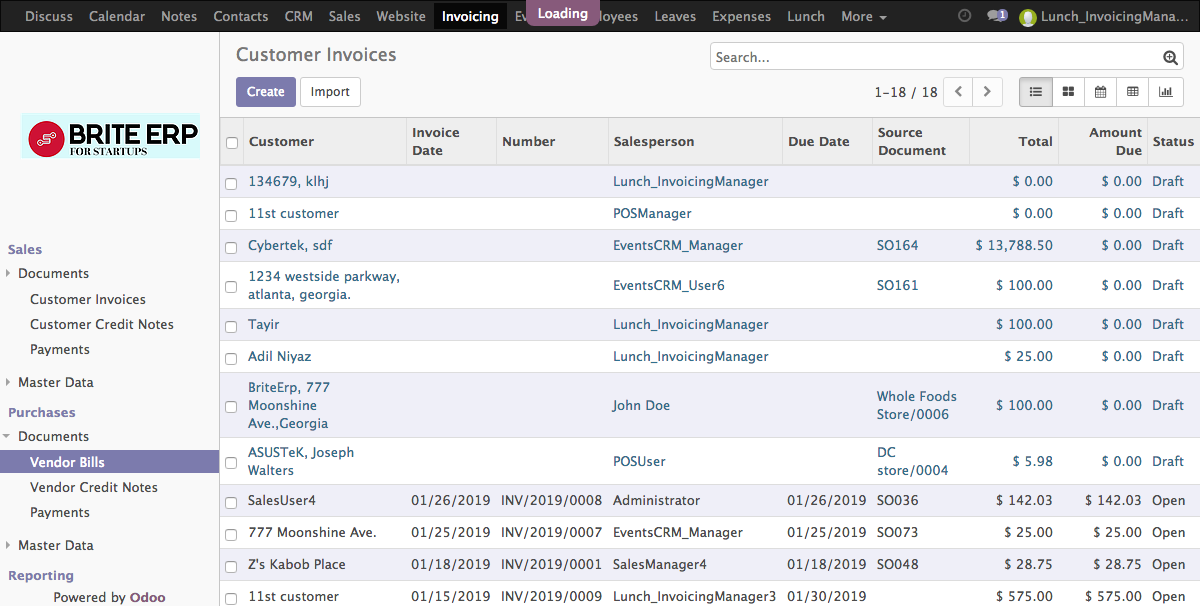 Discuss Calendar Notes Contacts CRM Sales Website Invoicing Loading Leaves Expenses Lunch More 1 Lunch_InvoicingMana...
Customer Invoices
Search...
Create Import
1-18 / 18
BRITE ERP
FOR STARTUPS
Sales
Documents
Customer Invoices
Customer Credit Notes
Payments
Master Data
Purchases
Documents
Vendor Bills
Vendor Credit Notes
Payments
Master Data
Reporting
Powered by Odoo
Customer Invoice Date Number Salesperson Due Date Source Document Total Amount Due Status
134679, klhj Lunch_InvoicingManager $ 0.00 $ 0.00 Draft
11st customer POSManager $ 0.00 $ 0.00 Draft
Cybertek, sdf EventsCRM_Manager SO164 $ 13,788.50 $ 0.00 Draft
1234 westside parkway,
atlanta, georgia. EventsCRM_User6 SO161 $ 100.00 $ 0.00 Draft
Tayir Lunch_InvoicingManager $ 100.00 $ 0.00 Draft
Adil Niyaz Lunch_InvoicingManager $ 25.00 $ 0.00 Draft
BriteErp, 777
Moonshine
Ave.,Georgia John Doe Whole Foods
Store/0006 $ 100.00 $ 0.00 Draft
ASUSTeK, Joseph
Walters POSUser DC
store/0004 $ 5.98 $ 0.00 Draft
SalesUser4 01/26/2019 INV/2019/0008 Administrator 01/26/2019 SO036 $ 142.03 $ 142.03 Open
777 Moonshine Ave. 01/25/2019 INV/2019/0007 EventsCRM_Manager 01/25/2019 SO073 $ 25.00 $ 25.00 Open
Z's Kabob Place 01/18/2019 INV/2019/0001 SalesManager4 01/18/2019 SO048 $ 28.75 $ 28.75 Open
11st customer 01/15/2019 INV/2019/0009 Lunch_InvoicingManager3 01/30/2019 $ 575.00 $ 575.00 Open